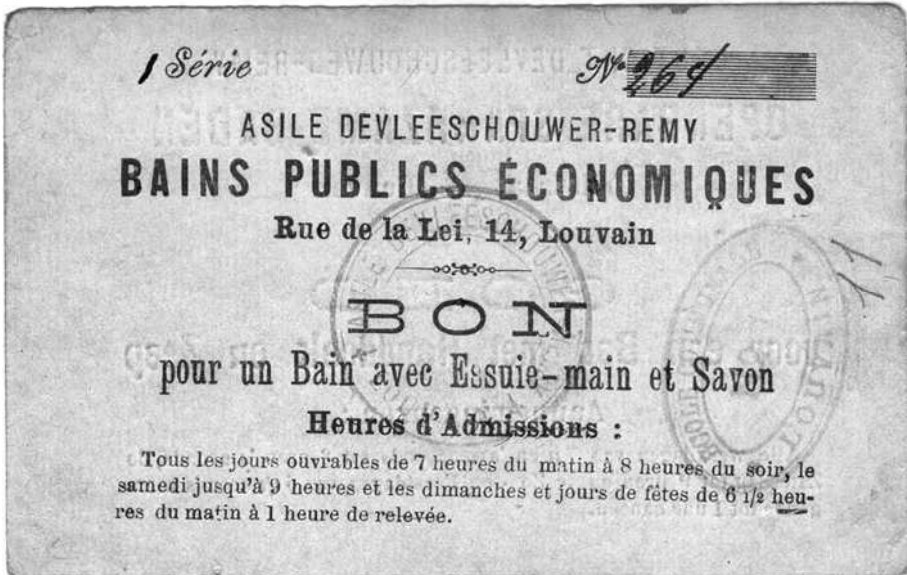 1 Série Nº 264
ASILE DEVLEESCHOUWER-REMY
BAINS PUBLICS ÉCONOMIQUES
Rue de la Lei, 14, Louvain
BON
pour un Bain avec Essuie-main et Savon
Heures d'Admissions :
Tous les jours ouvrables de 7 heures du matin à 8 heures du soir, le
samedi jusqu'à 9 heures et les dimanches et jours de fêtes de 6 1/2 heu-
res du matin à 1 heure de relevée.
11